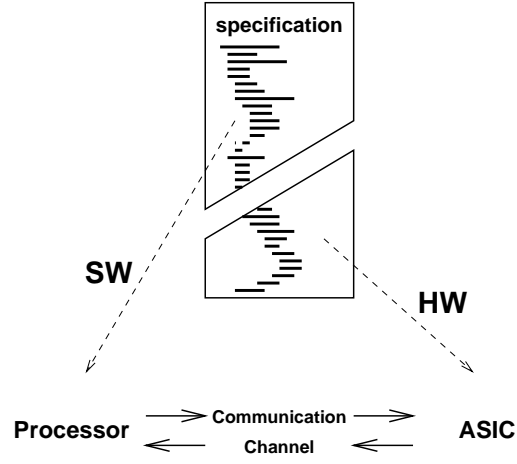 specification
SW
HW
Processor
Communication
Channel
ASIC